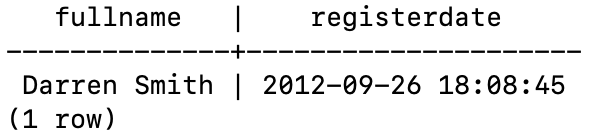 fullname | registerdate
--------------+---------------------
Darren Smith | 2012-09-26 18:08:45
(1 row)